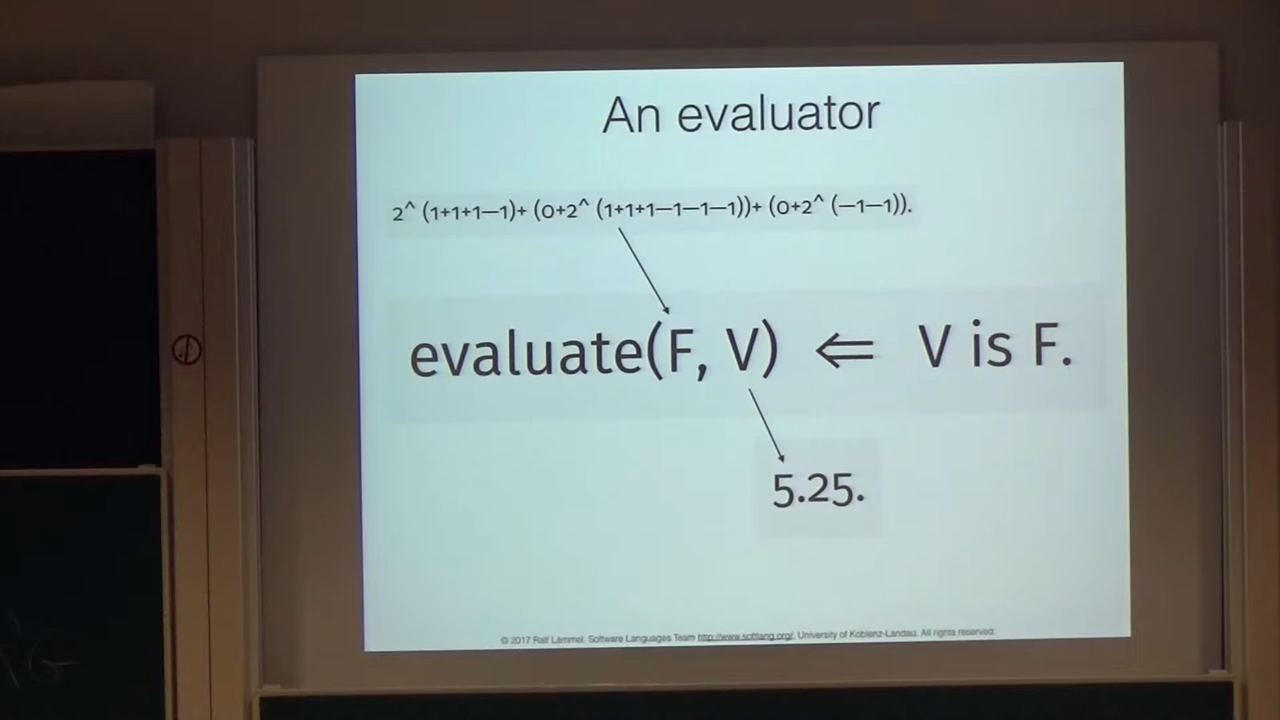 An evaluator
2^ (1+1+1–1)+ (0+2^ (1+1+1–1–1–1))+ (0+2^ (–1–1)).
evaluate(F, V) ⇐ V is F.
5.25.
© 2017 Ralf Lämmel, Software Languages Team http://www.softlang.org/, University of Koblenz-Landau. All rights reserved.
RG